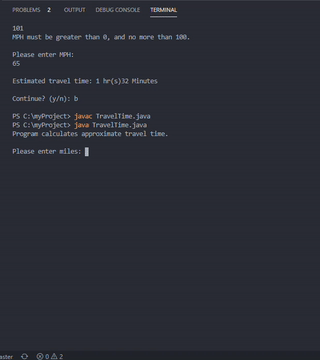 PROBLEMS 2 OUTPUT DEBUG CONSOLE TERMINAL
101
MPH must be greater than 0, and no more than 100.
Please enter MPH:
65
Estimated travel time: 1 hr(s)32 Minutes
Continue? (y/n): b
PS C:\myProject> javac TravelTime.java
PS C:\myProject> java TravelTime.java
Program calculates approximate travel time.
Please enter miles:
aster 0 2